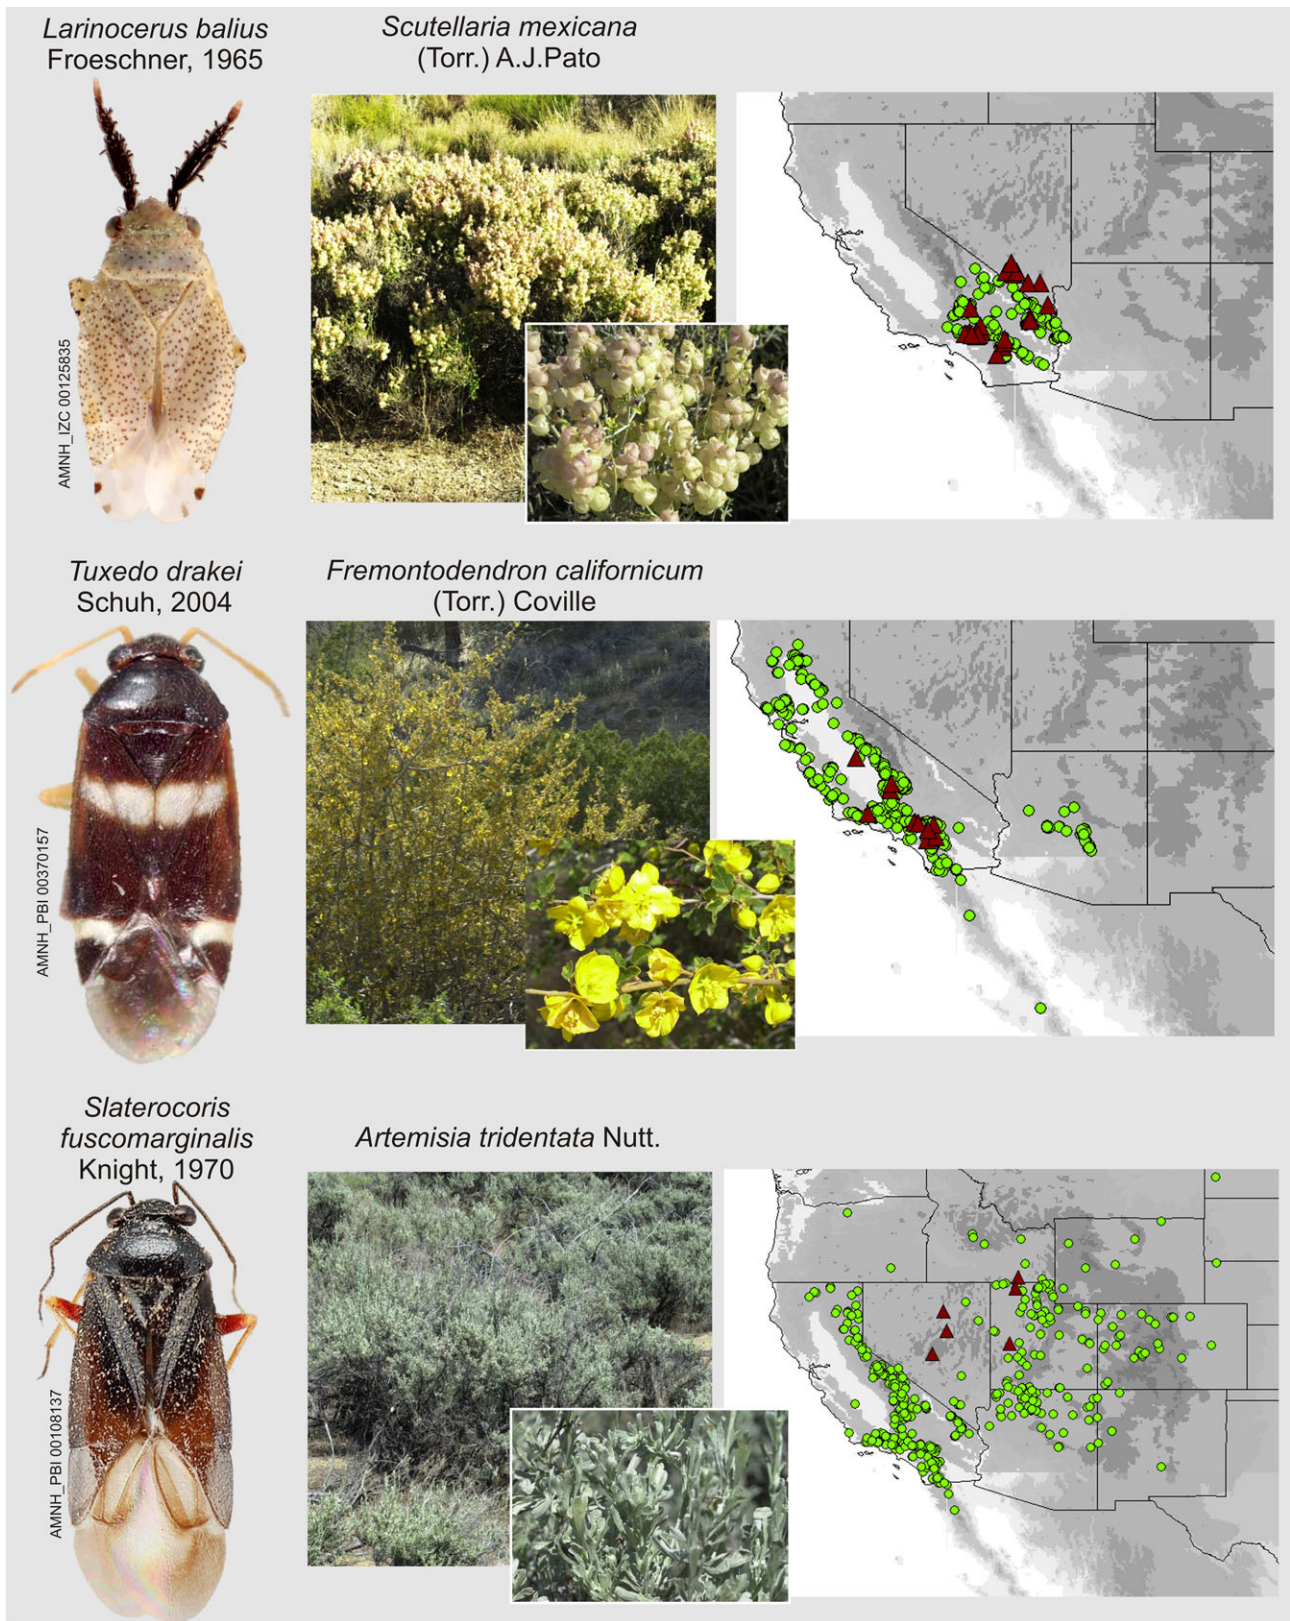 Larinocerus balius
Froeschner, 1965
Scutellaria mexicana
(Torr.) A.J.Pato
AMNH_IZC 00125835
Tuxedo drakei
Schuh, 2004
Fremontodendron californicum
(Torr.) Coville
AMNH_PBI 00370157
Slaterocoris
fuscomarginalis
Knight, 1970
Artemisia tridentata Nutt.
AMNH_PBI 00108137